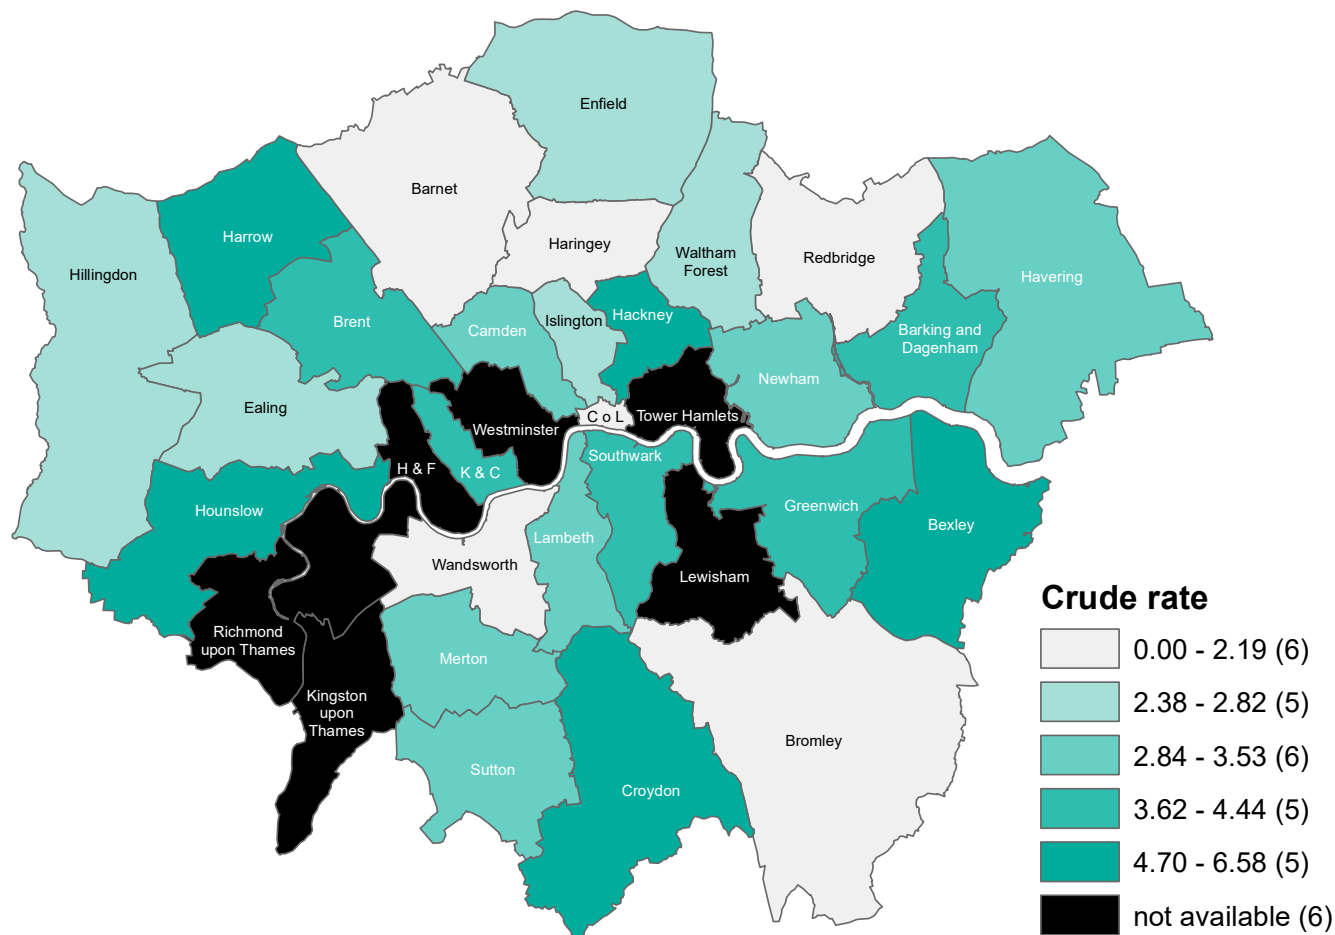 Enfield
Barnet
Harrow
Haringey
Waltham
Forest
Redbridge
Hillingdon
Havering
Brent
Camden
Islington
Hackney
Barking and
Dagenham
Newham
Ealing
C o L
Tower Hamlets
Westminster
H & F
K & C
Southwark
Hounslow
Greenwich
Bexley
Lambeth
Wandsworth
Lewisham
Richmond
upon Thames
Merton
Kingston
upon
Thames
Sutton
Croydon
Bromley
Crude rate
0.00 - 2.19 (6)
2.38 - 2.82 (5)
2.84 - 3.53 (6)
3.62 - 4.44 (5)
4.70 - 6.58 (5)
not available (6)